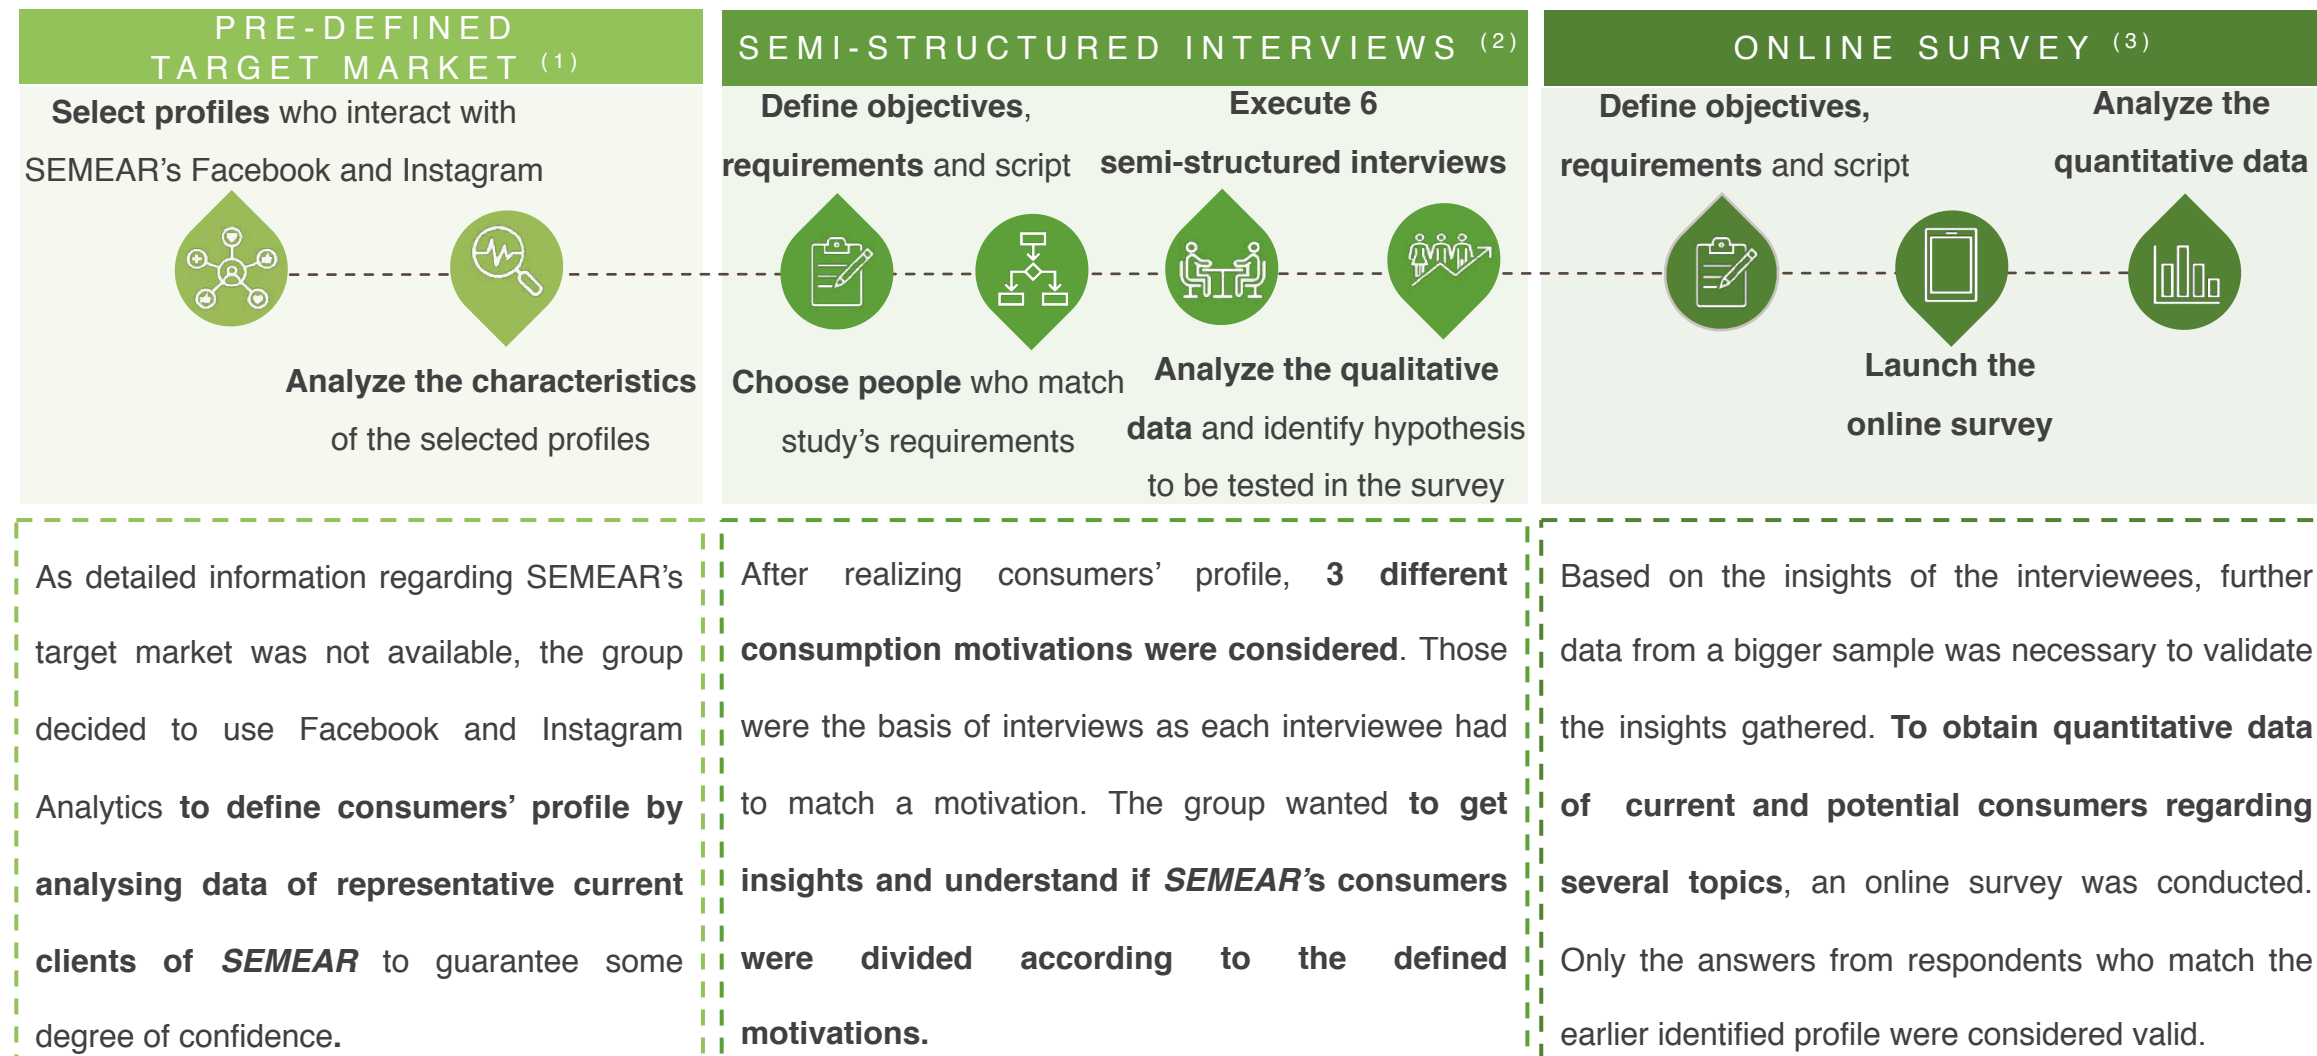 PRE-DEFINED
TARGET MARKET (1)
Select profiles who interact with
SEMEAR’s Facebook and Instagram
Analyze the characteristics
of the selected profiles
As detailed information regarding SEMEAR’s
target market was not available, the group
decided to use Facebook and Instagram
Analytics to define consumers’ profile by
analysing data of representative current
clients of SEMEAR to guarantee some
degree of confidence.
SEMI-STRUCTURED INTERVIEWS (2)
Define objectives,
requirements and script
Choose people who match
study’s requirements
Execute 6
semi-structured interviews
Analyze the qualitative
data and identify hypothesis
to be tested in the survey
After realizing consumers’ profile, 3 different
consumption motivations were considered. Those
were the basis of interviews as each interviewee had
to match a motivation. The group wanted to get
insights and understand if SEMEAR’s consumers
were divided according to the defined
motivations.
ONLINE SURVEY (3)
Define objectives,
requirements and script
Launch the
online survey
Analyze the
quantitative data
Based on the insights of the interviewees, further
data from a bigger sample was necessary to validate
the insights gathered. To obtain quantitative data
of current and potential consumers regarding
several topics, an online survey was conducted.
Only the answers from respondents who match the
earlier identified profile were considered valid.